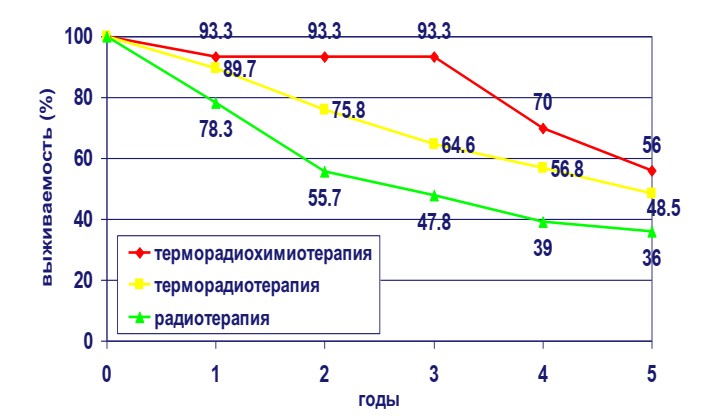 93.3 93.3 93.3
100
89.7
80
78.3
75.8
70
64.6
60
56.8
56
55.7
48.5
47.8
40
39
36
20
0
выживаемость (%)
терморадиохимиотерапия
терморадиотерапия
радиотерапия
0 1 2 3 4 5
годы